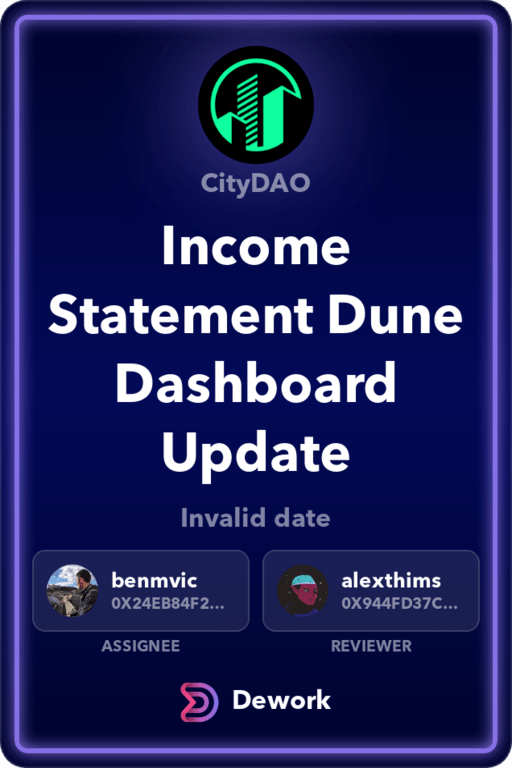 CityDAO
Income
Statement Dune
Dashboard
Update
Invalid date
benmvic
0X24EB84F2...
ASSIGNEE
alexthims
0X944FD37C...
REVIEWER
Dework